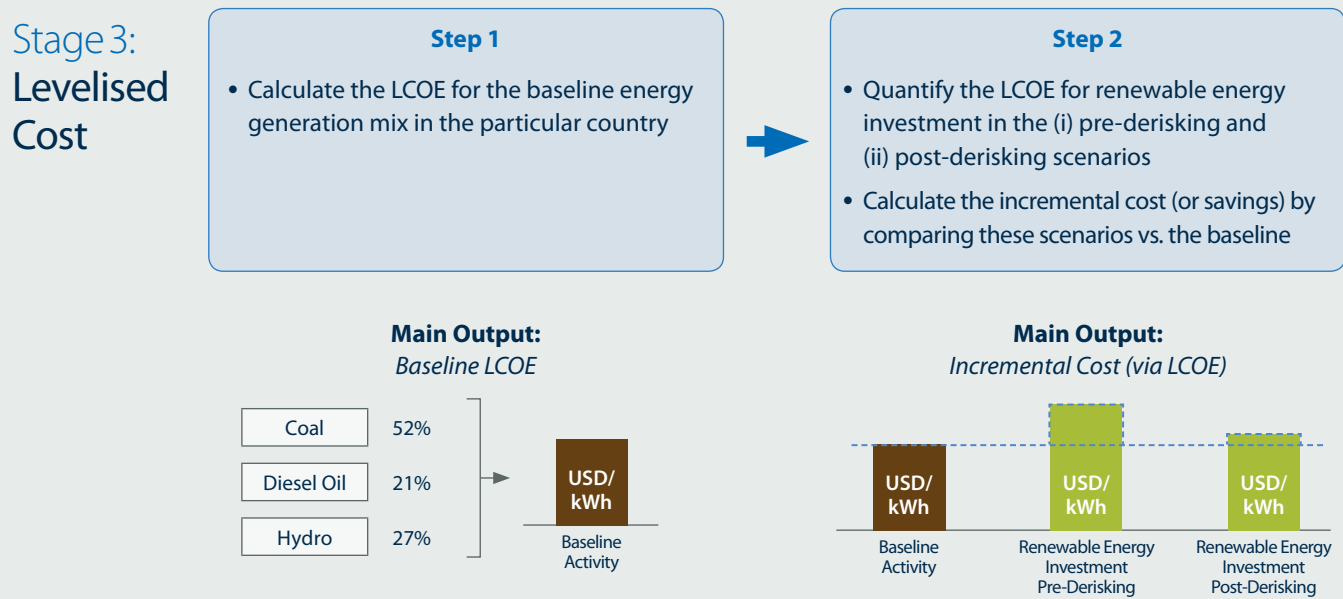 Stage 3:
Levelised
Cost
Step 1
• Calculate the LCOE for the baseline energy
generation mix in the particular country
Step 2
• Quantify the LCOE for renewable energy
investment in the (i) pre-derisking and
(ii) post-derisking scenarios
• Calculate the incremental cost (or savings) by
comparing these scenarios vs. the baseline
Main Output:
Baseline LCOE
Coal 52%
Diesel Oil 21%
Hydro 27%
USD/
kWh
Baseline
Activity
Main Output:
Incremental Cost (via LCOE)
USD/
kWh
Baseline
Activity
USD/
kWh
Renewable Energy
Investment
Pre-Derisking
USD/
kWh
Renewable Energy
Investment
Post-Derisking